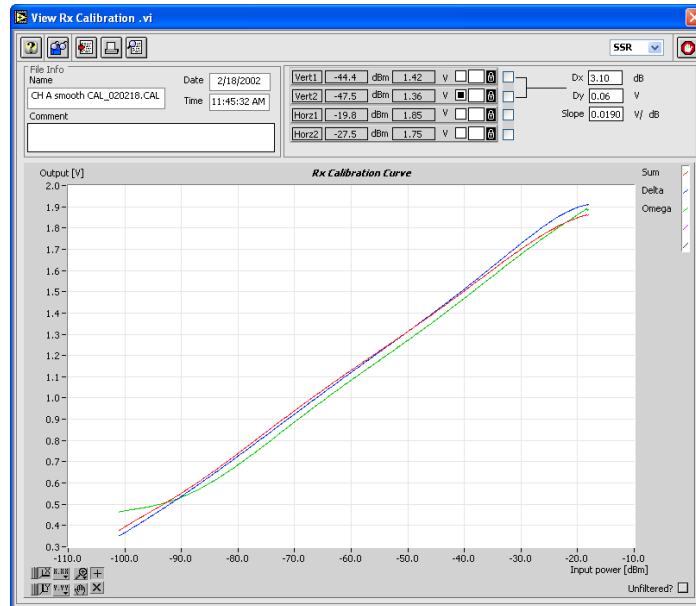 View Rx Calibration .vi
SSR
File Info
Name
Date 2/18/2002
CH A smooth CAL_020218.CAL
Time 11:45:32 AM
Comment
Vert1 -44.4 dBm 1.42 V
Vert2 -47.5 dBm 1.36 V
Horz1 -19.8 dBm 1.85 V
Horz2 -27.5 dBm 1.75 V
Dx 3.10 dB
Dy 0.06 V
Slope 0.0190 V/ dB
Output [V]
Rx Calibration Curve
Sum
Delta
Omega
2.0
1.9
1.8
1.7
1.6
1.5
1.4
1.3
1.2
1.1
1.0
0.9
0.8
0.7
0.6
0.5
0.4
0.3
-110.0 -100.0 -90.0 -80.0 -70.0 -60.0 -50.0 -40.0 -30.0 -20.0 -10.0
Input power [dBm]
X X.XX
Y Y.YY
Unfiltered?